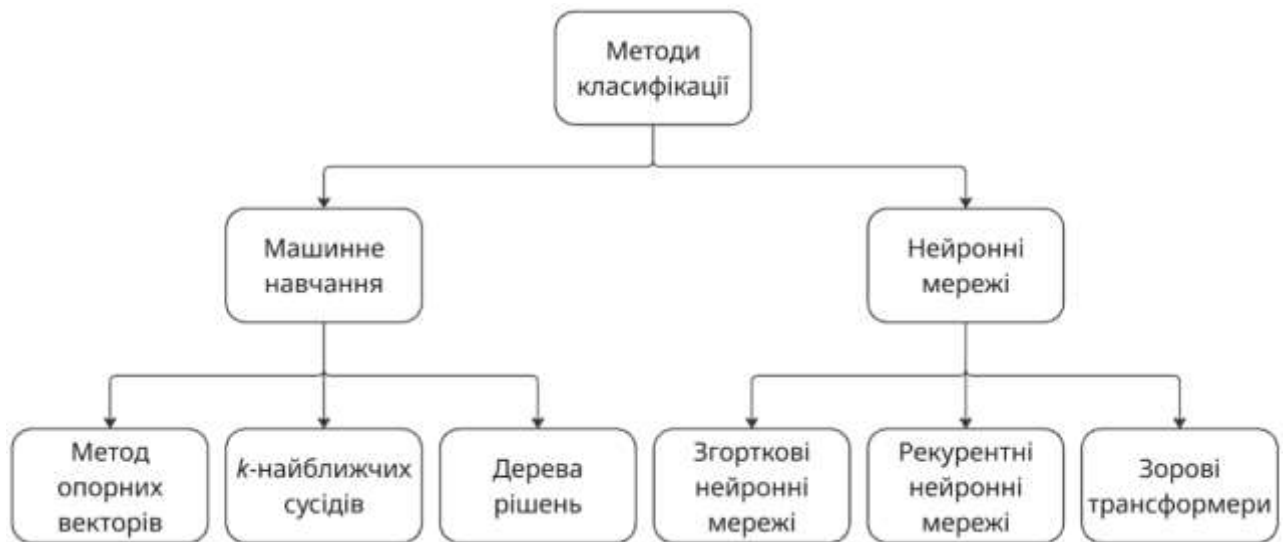 Методи
класифікації
Машинне
навчання
Нейронні
мережі
Метод
опорних
векторів
k-найближчих
сусідів
Дерева
рішень
Згорткові
нейронні
мережі
Рекурентні
нейронні
мережі
Зорові
трансформери